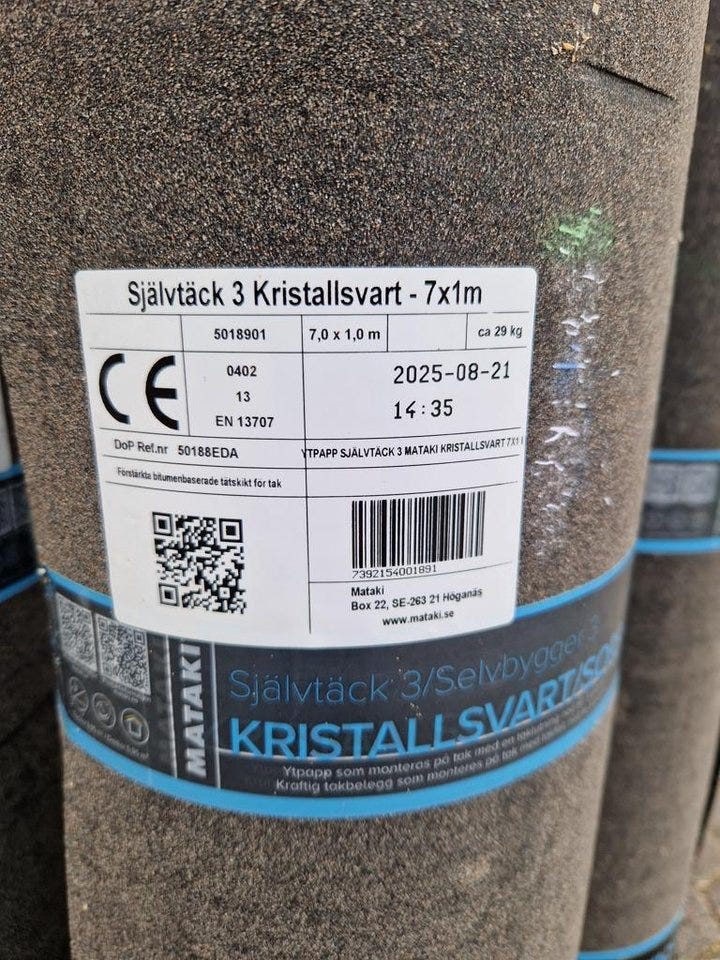 Självtäck 3 Kristallsvart - 7x1m
5018901
7,0 x 1,0 m
ca 29 kg
CE
0402
13
EN 13707
2025-08-21
14:35
DoP Ref.nr 50188EDA
YTPAPP SJÄLVTÄCK 3 MATAKI KRISTALLSVART 7X1
Förstärkta bitumenbaserade tätskikt för tak
7392154001891
Mataki
Box 22, SE-263 21 Höganäs
www.mataki.se
MATAKI
Självtäck 3/Selvbygger 3
KRISTALLSVART/
Ytpapp som monteras på tak med en taklutning
Kraftig takbelegg som monteres på tak med